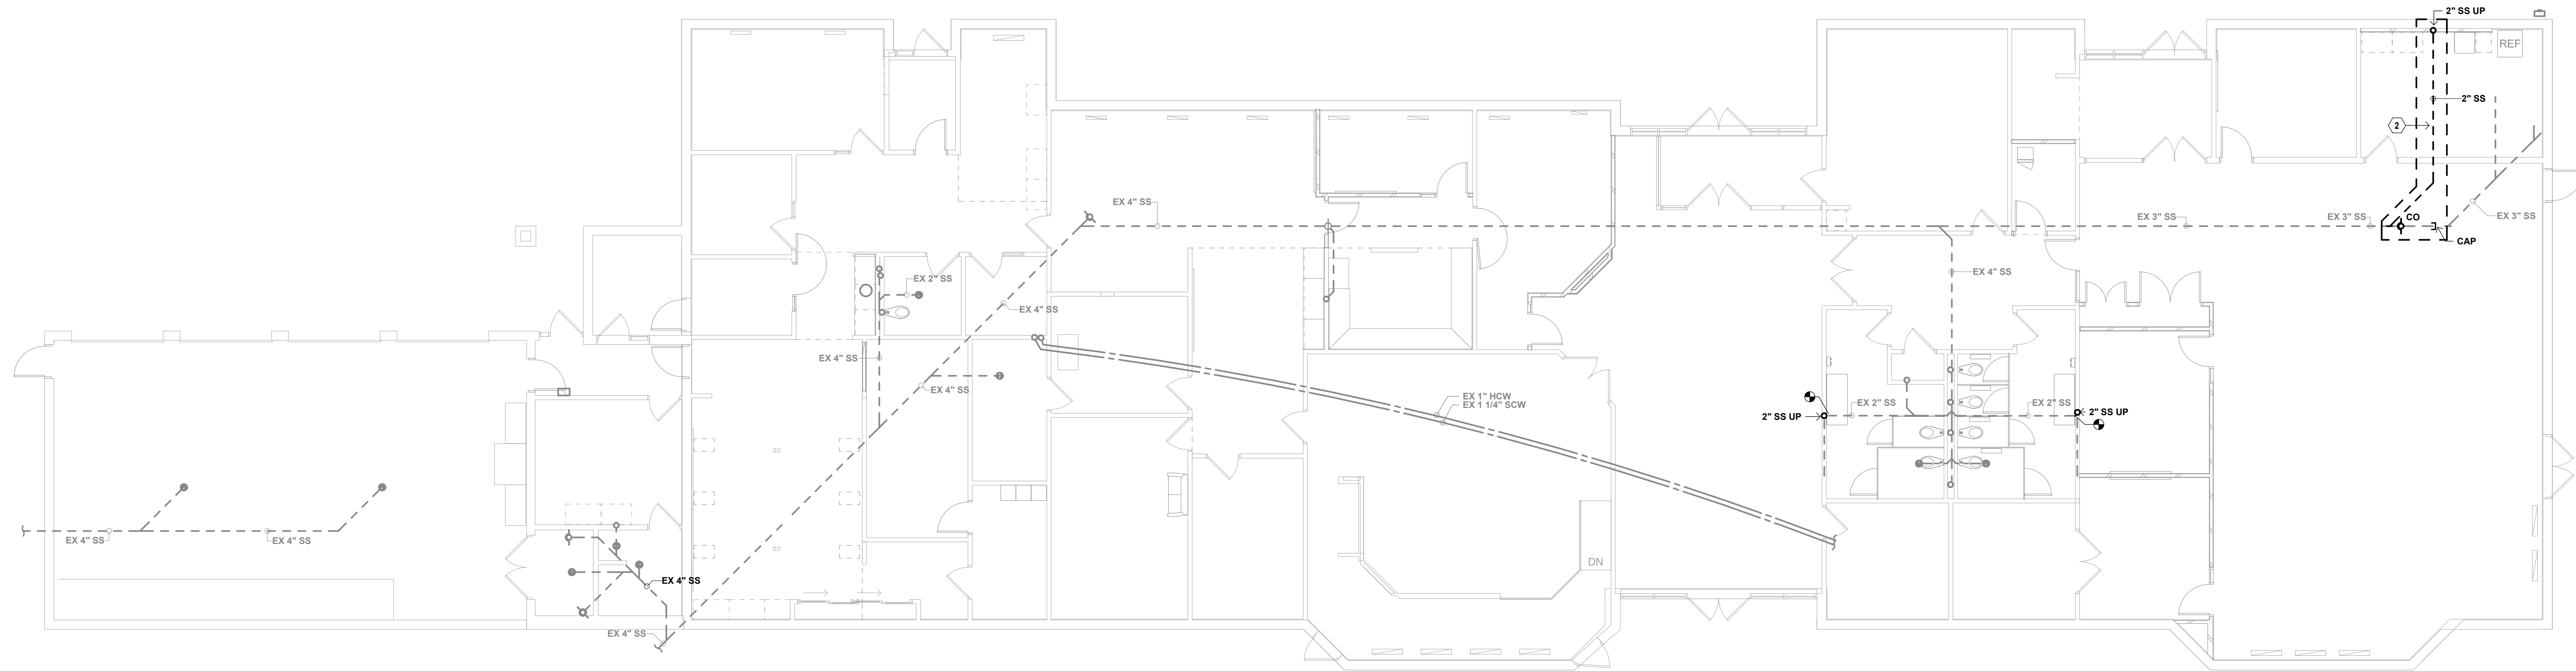 2" SS UP
REF
2" SS
2
EX 4" SS
CO
EX 3" SS
EX 3" SS
EX 3" SS
CAP
EX 2" SS
EX 4" SS
EX 4" SS
EX 4" SS
EX 4" SS
EX 1" HCW
EX 1 1/4" SCW
EX 2" SS
EX 2" SS
2" SS UP
2" SS UP
EX 4" SS
EX 4" SS
DN
EX 4" SS
EX 4" SS